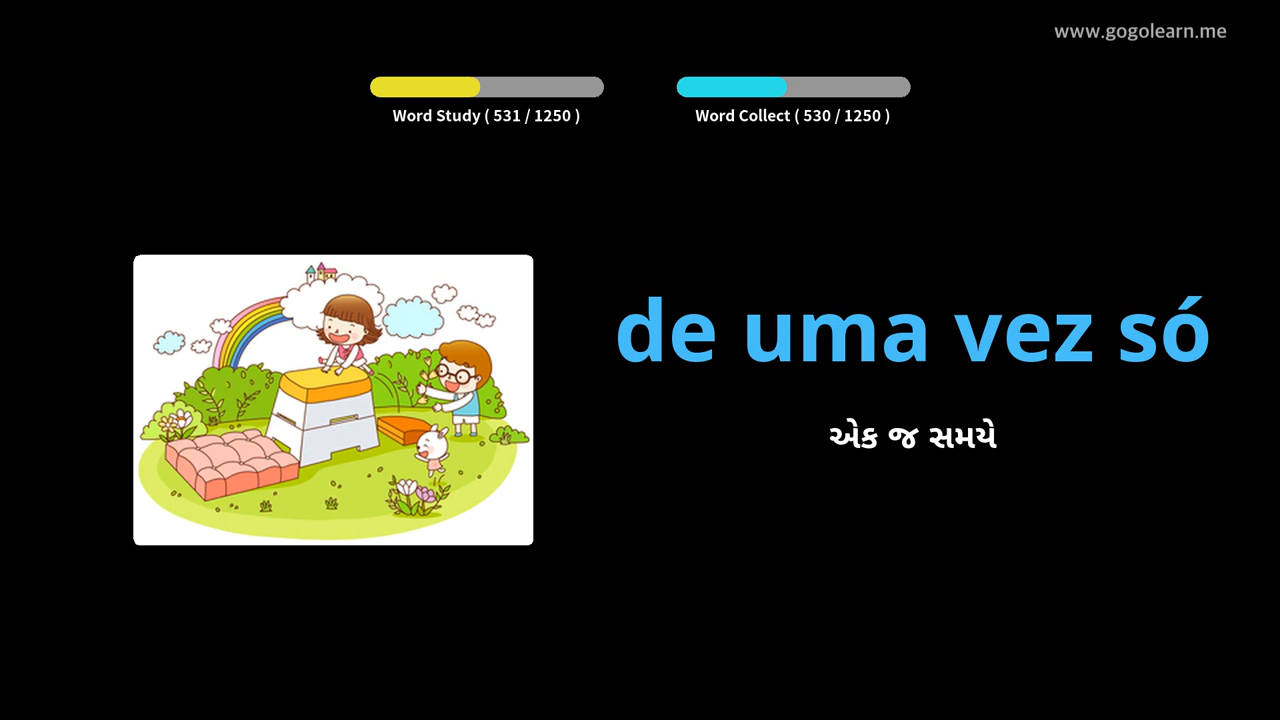 www.gogolearn.me
Word Study ( 531 / 1250 )
Word Collect ( 530 / 1250 )
de uma vez só
એક જ સમયે